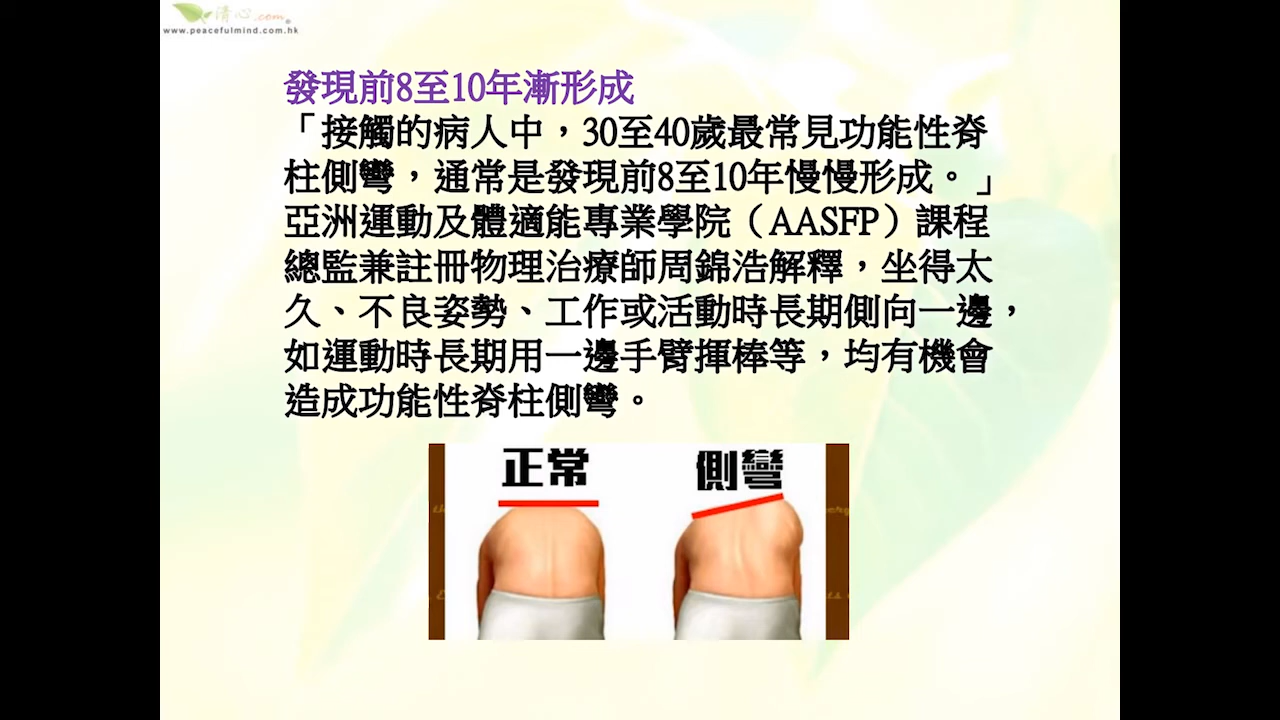 清心.com
www.peacefulmind.com.hk
發現前8至10年漸形成
「接觸的病人中，30至40歲最常見功能性脊
柱側彎，通常是發現前8至10年慢慢形成。」
亞洲運動及體適能專業學院（AASFP）課程
總監兼註冊物理治療師周錦浩解釋，坐得太
久、不良姿勢、工作或活動時長期側向一邊，
如運動時長期用一邊手臂揮棒等，均有機會
造成功能性脊柱側彎。
正常
側彎